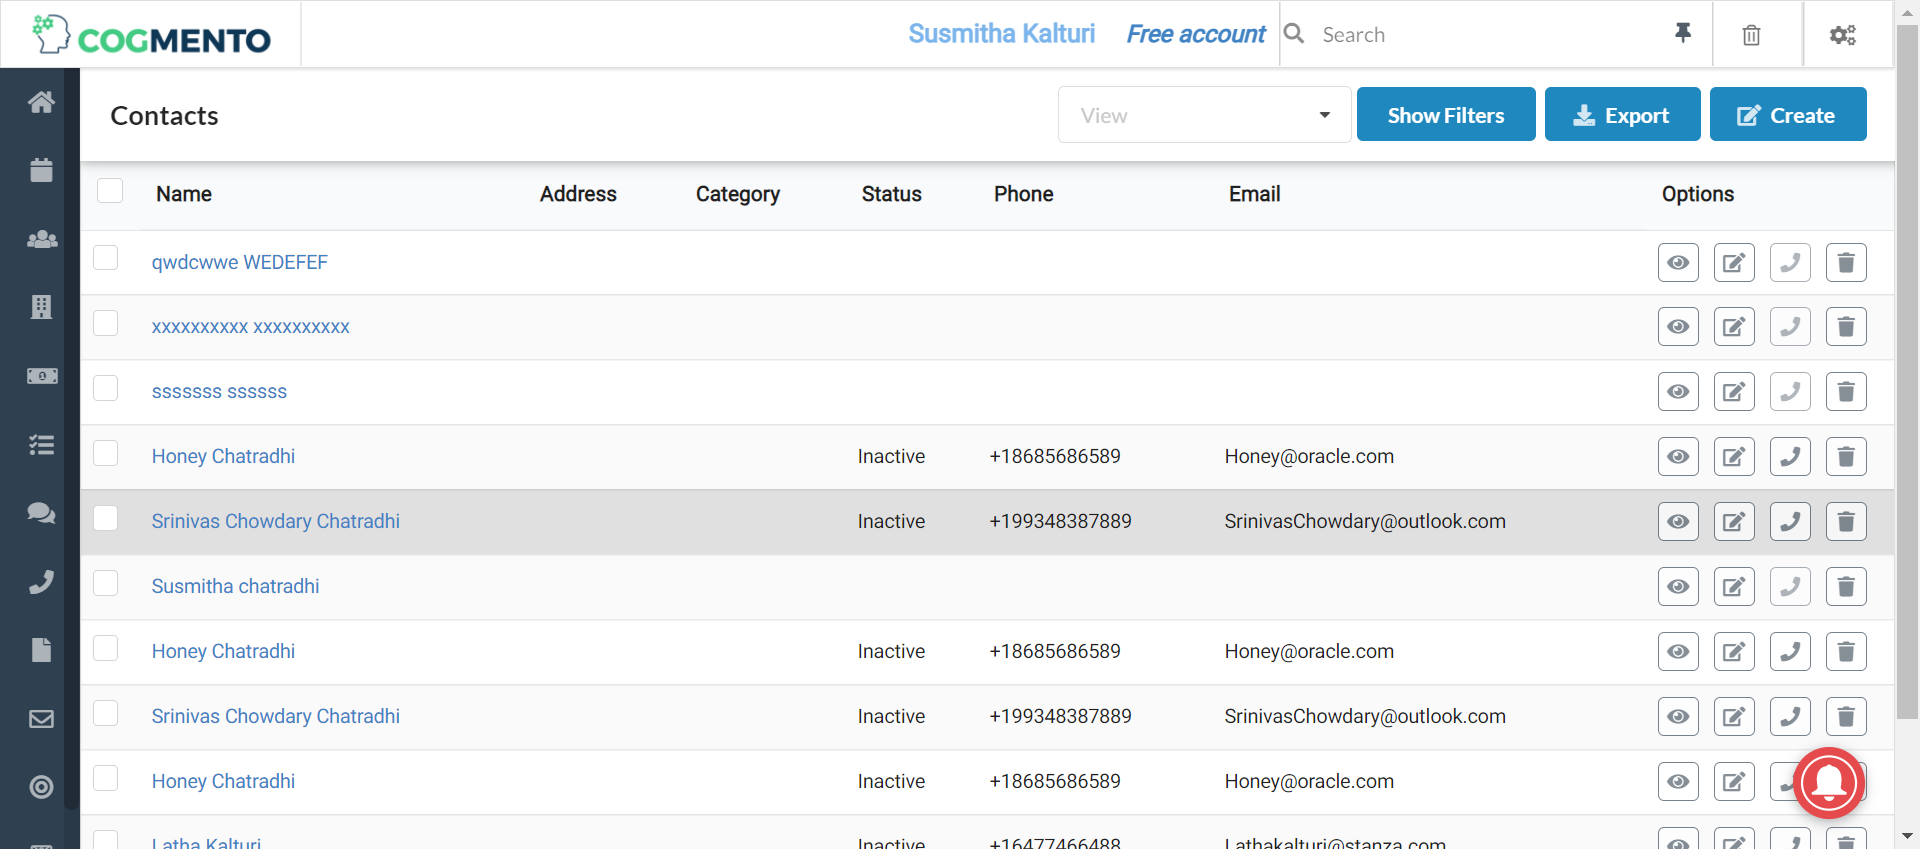 COGMENTO Susmitha Kalturi Free account Search
Contacts View Show Filters Export Create
Name Address Category Status Phone Email Options
qwdcwwe WEDEFEF
xxxxxxxxxx xxxxxxxxxx
sssssss ssssss
Honey Chatradhi Inactive +18685686589 Honey@oracle.com
Srinivas Chowdary Chatradhi Inactive +199348387889 SrinivasChowdary@outlook.com
Susmitha chatradhi
Honey Chatradhi Inactive +18685686589 Honey@oracle.com
Srinivas Chowdary Chatradhi Inactive +199348387889 SrinivasChowdary@outlook.com
Honey Chatradhi Inactive +18685686589 Honey@oracle.com
Latha Kalturi Inactive +16477466488 Lathakalturi@stanza.com